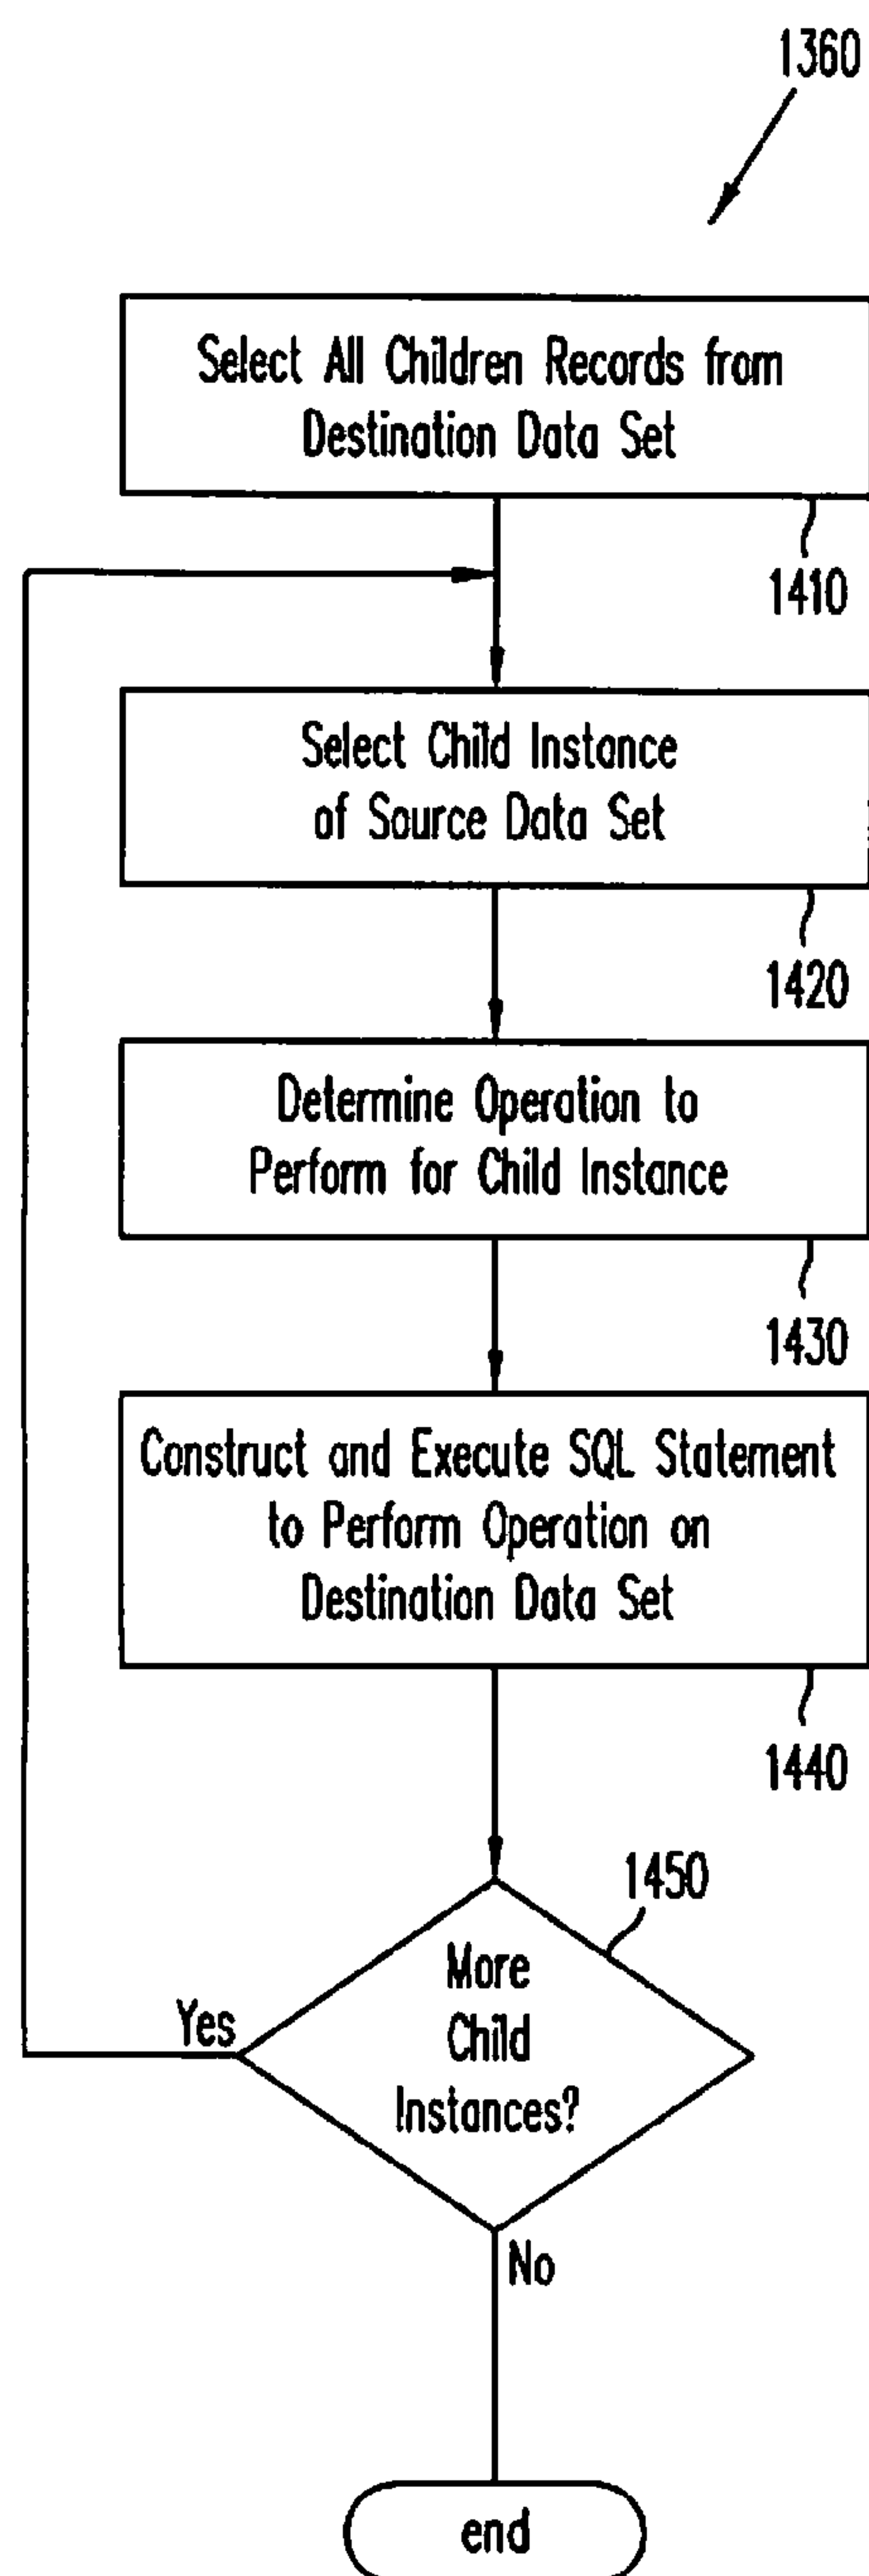 1360
Select All Children Records from
Destination Data Set
1410
Select Child Instance
of Source Data Set
1420
Determine Operation to
Perform for Child Instance
1430
Construct and Execute SQL Statement
to Perform Operation on
Destination Data Set
1440
1450
More
Child
Instances?
Yes
No
end